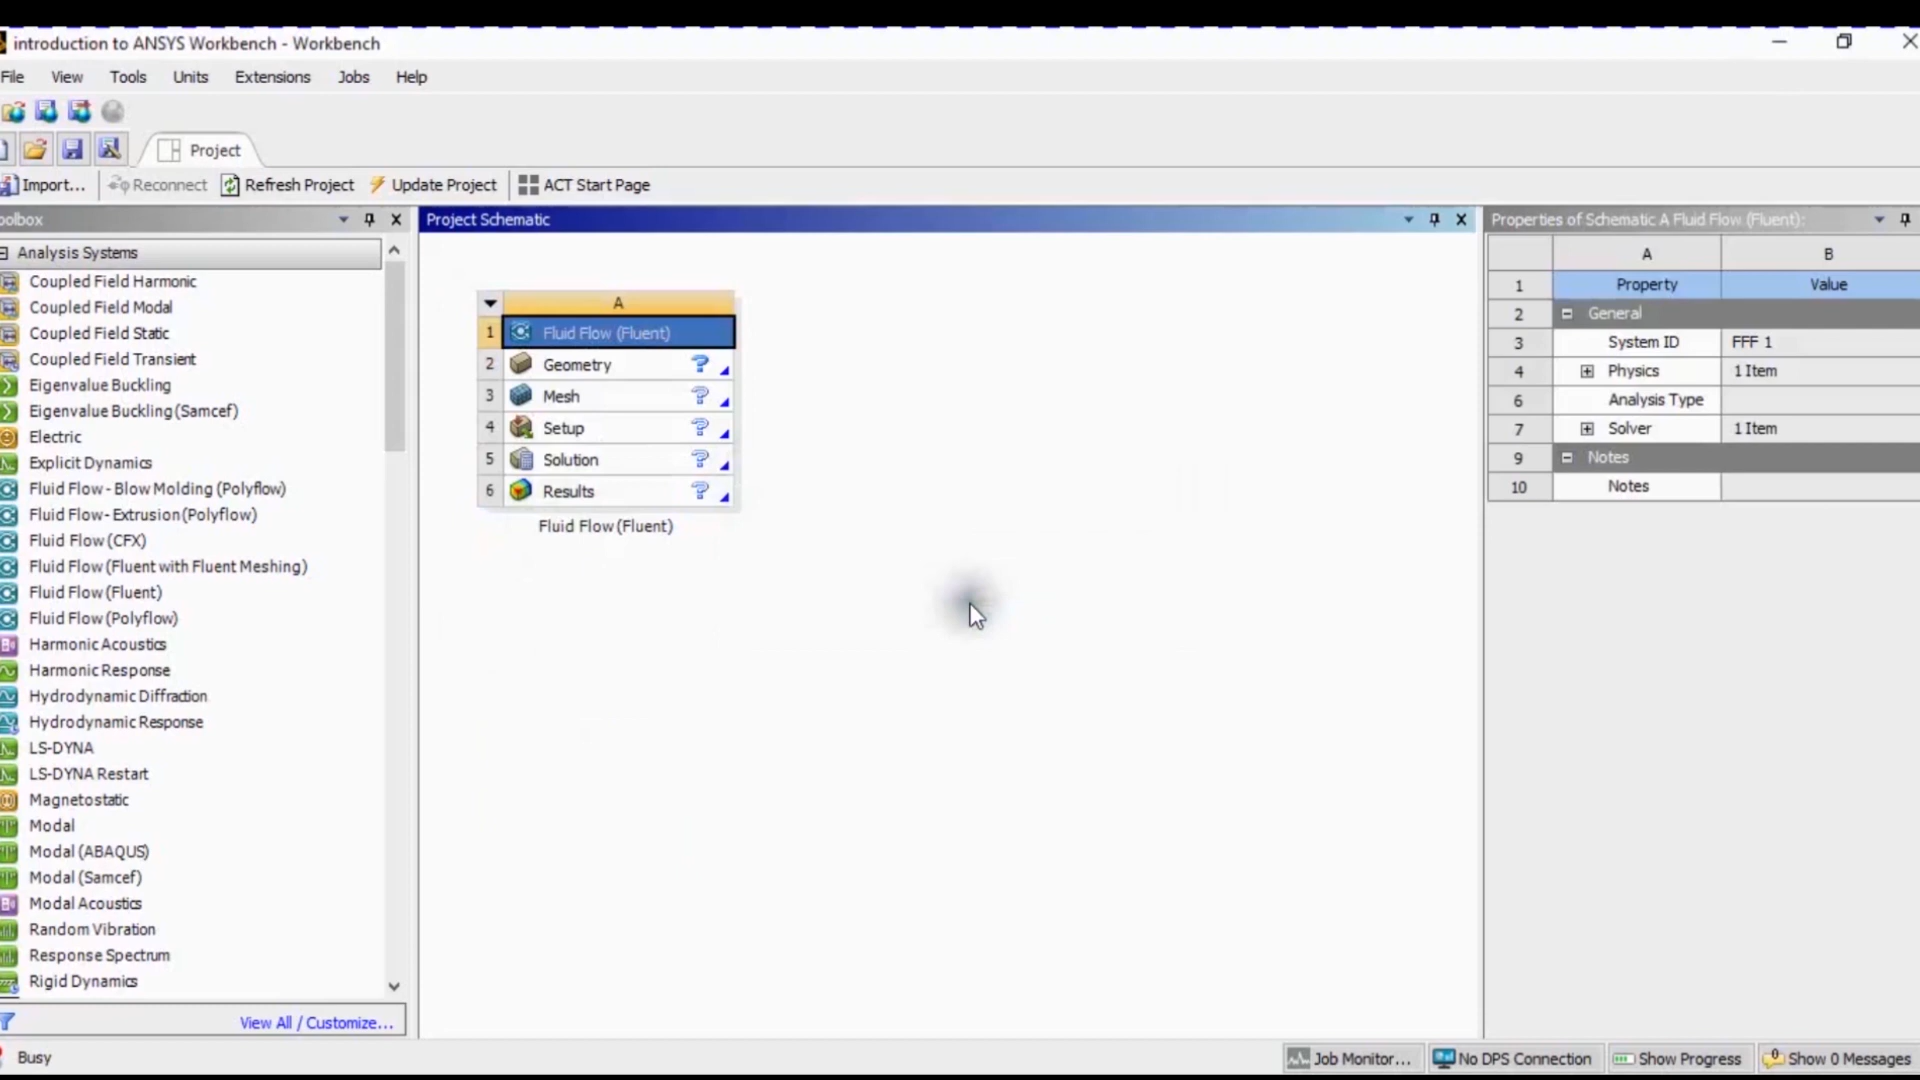 introduction to ANSYS Workbench - Workbench
File View Tools Units Extensions Jobs Help
Project
Import... Reconnect Refresh Project Update Project ACT Start Page
oolbox
Analysis Systems
Coupled Field Harmonic
Coupled Field Modal
Coupled Field Static
Coupled Field Transient
Eigenvalue Buckling
Eigenvalue Buckling (Samcef)
Electric
Explicit Dynamics
Fluid Flow - Blow Molding (Polyflow)
Fluid Flow- Extrusion (Polyflow)
Fluid Flow (CFX)
Fluid Flow (Fluent with Fluent Meshing)
Fluid Flow (Fluent)
Fluid Flow (Polyflow)
Harmonic Acoustics
Harmonic Response
Hydrodynamic Diffraction
Hydrodynamic Response
LS-DYNA
LS-DYNA Restart
Magnetostatic
Modal
Modal (ABAQUS)
Modal (Samcef)
Modal Acoustics
Random Vibration
Response Spectrum
Rigid Dynamics
View All / Customize...
Project Schematic
A
1 Fluid Flow (Fluent)
2 Geometry ?
3 Mesh ?
4 Setup ?
5 Solution ?
6 Results ?
Fluid Flow (Fluent)
Properties of Schematic A Fluid Flow (Fluent):
A B
1 Property Value
2 General
3 System ID FFF 1
4 Physics 1 Item
6 Analysis Type
7 Solver 1 Item
9 Notes
10 Notes
Busy
Job Monitor... No DPS Connection Show Progress Show 0 Messages